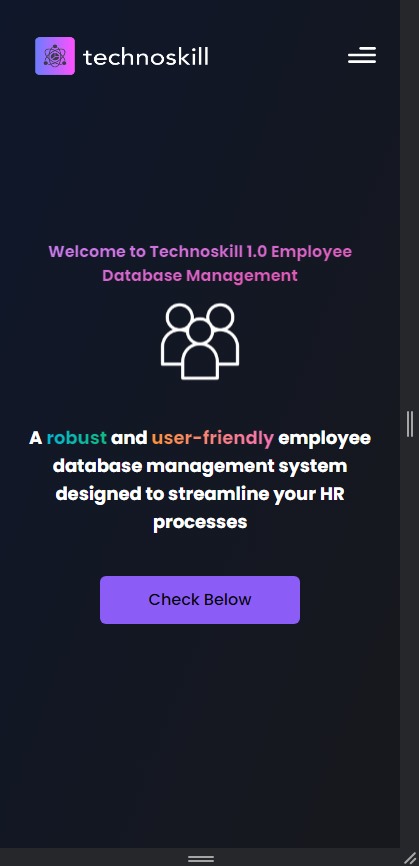 technoskill
Welcome to Technoskill 1.0 Employee
Database Management
A robust and user-friendly employee
database management system
designed to streamline your HR
processes
Check Below